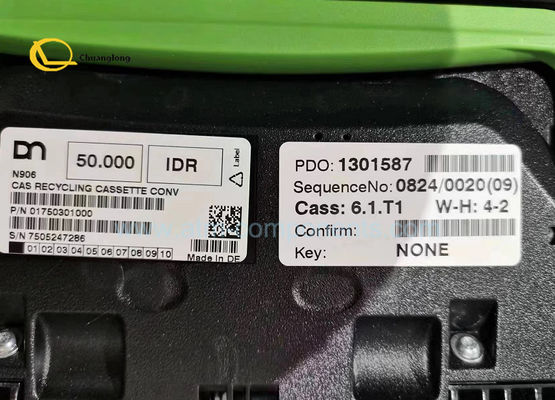 Chuanglong
DN
50.000
IDR
Label
N906
CAS RECYCLING CASSETTE CONV
P/N 01750301000
S/N 7505247286
Made in DE
01 02 03 04 05 06 07 08 09 10
PDO: 1301587
SequenceNo: 0824/0020(09)
Cass: 6.1.T1 W-H: 4-2
Confirm:
Key: NONE